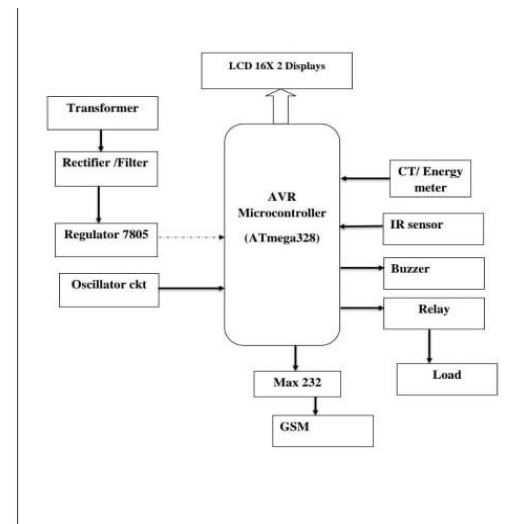 LCD 16X 2 Displays
Transformer
Rectifier /Filter
Regulator 7805
Oscillator ckt
AVR
Microcontroller
(ATmega328)
CT/ Energy
meter
IR sensor
Buzzer
Relay
Load
Max 232
GSM